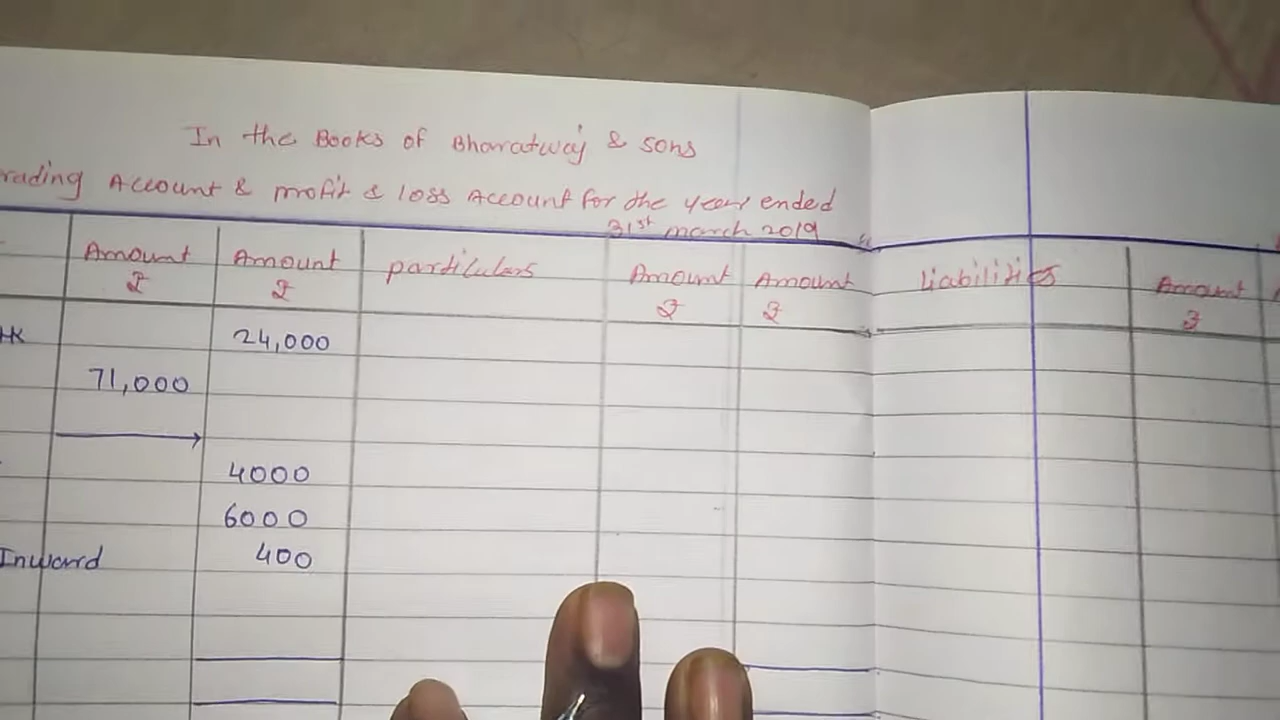 In the Books of Bharatwaj & sons
rading Account & profit & loss Account for the year ended
31st march 2019
Amount ₹ Amount ₹ particulars Amount ₹ Amount ₹ Liabilities Amount ₹
24,000
71,000
4000
6000
Inward 400